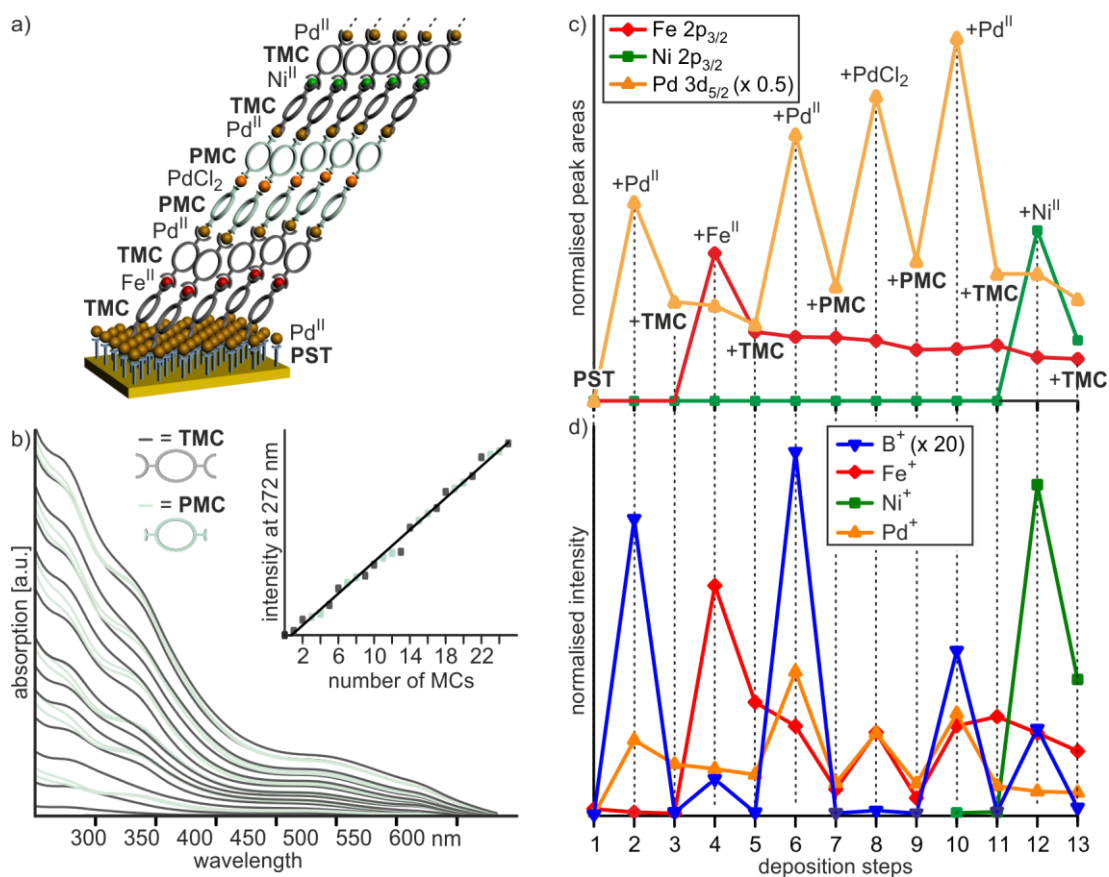 a)
Pd^II
TMC
Ni^II
TMC
Pd^II
PMC
PdCl₂
PMC
Pd^II
TMC
Fe^II
TMC
Pd^II
PST
b)
= TMC
= PMC
absorption [a.u.]
300 350 400 450 500 550 600 nm
wavelength
intensity at 272 nm
2 6 10 14 18 22
number of MCs
c)
Fe 2p₃/₂
Ni 2p₃/₂
Pd 3d₅/₂ (x 0.5)
normalised peak areas
+Pd^II
+PdCl₂
+Pd^II
+Pd^II
+Fe^II
+Ni^II
+PMC
+PMC
+TMC
+TMC
+TMC
PST
+TMC
d)
B⁺ (x 20)
Fe⁺
Ni⁺
Pd⁺
normalised intensity
1 2 3 4 5 6 7 8 9 10 11 12 13
deposition steps